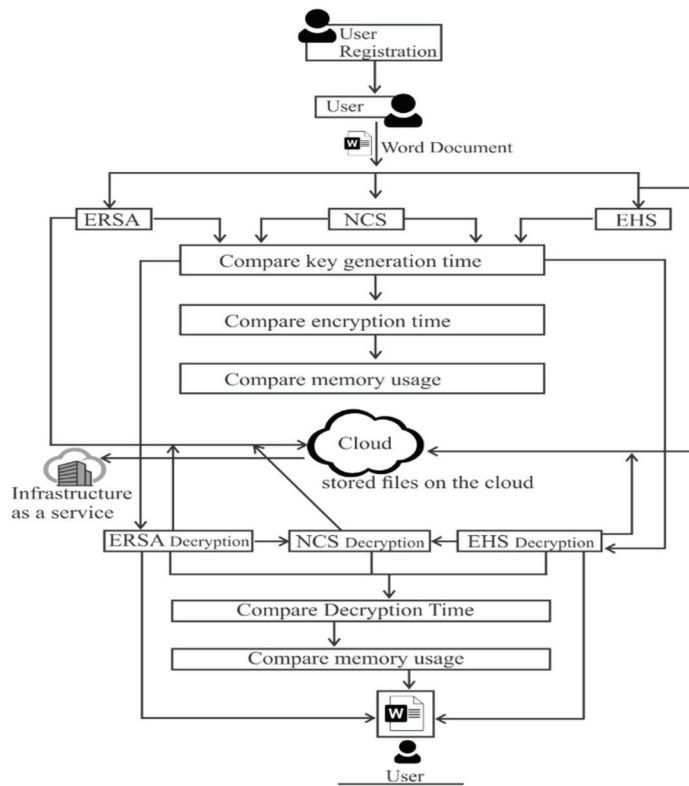 User
Registration
User
W
Word Document
ERSA
NCS
EHS
Compare key generation time
Compare encryption time
Compare memory usage
Cloud
stored files on the cloud
Infrastructure
as a service
ERSA Decryption
NCS Decryption
EHS Decryption
Compare Decryption Time
Compare memory usage
W
User